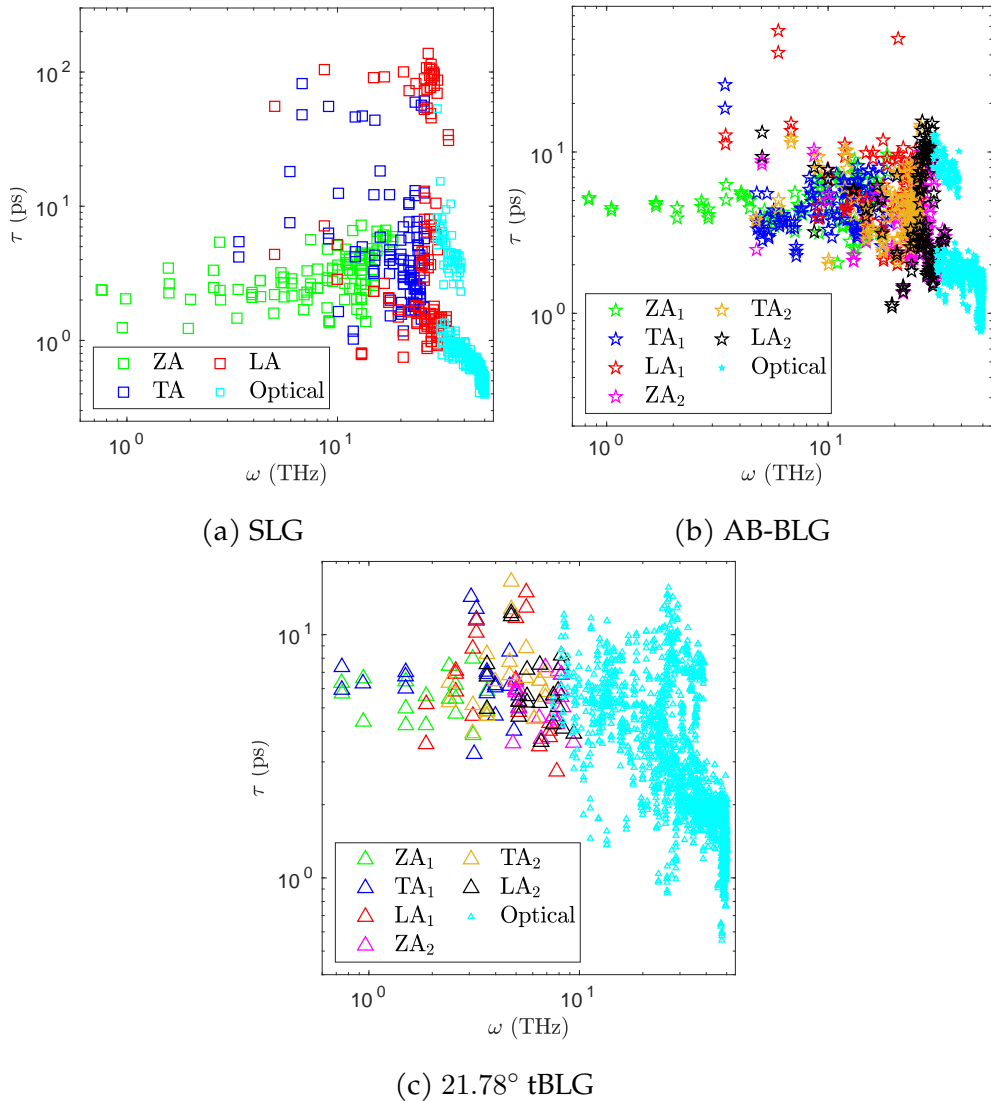 10^2
10^1
10^0
τ (ps)
ZA
LA
TA
Optical
10^0
10^1
ω (THz)
(a) SLG
10^1
10^0
τ (ps)
ZA₁
TA₂
TA₁
LA₂
LA₁
Optical
ZA₂
10^0
10^1
ω (THz)
(b) AB-BLG
10^1
10^0
τ (ps)
ZA₁
TA₂
TA₁
LA₂
LA₁
Optical
ZA₂
10^0
10^1
ω (THz)
(c) 21.78° tBLG